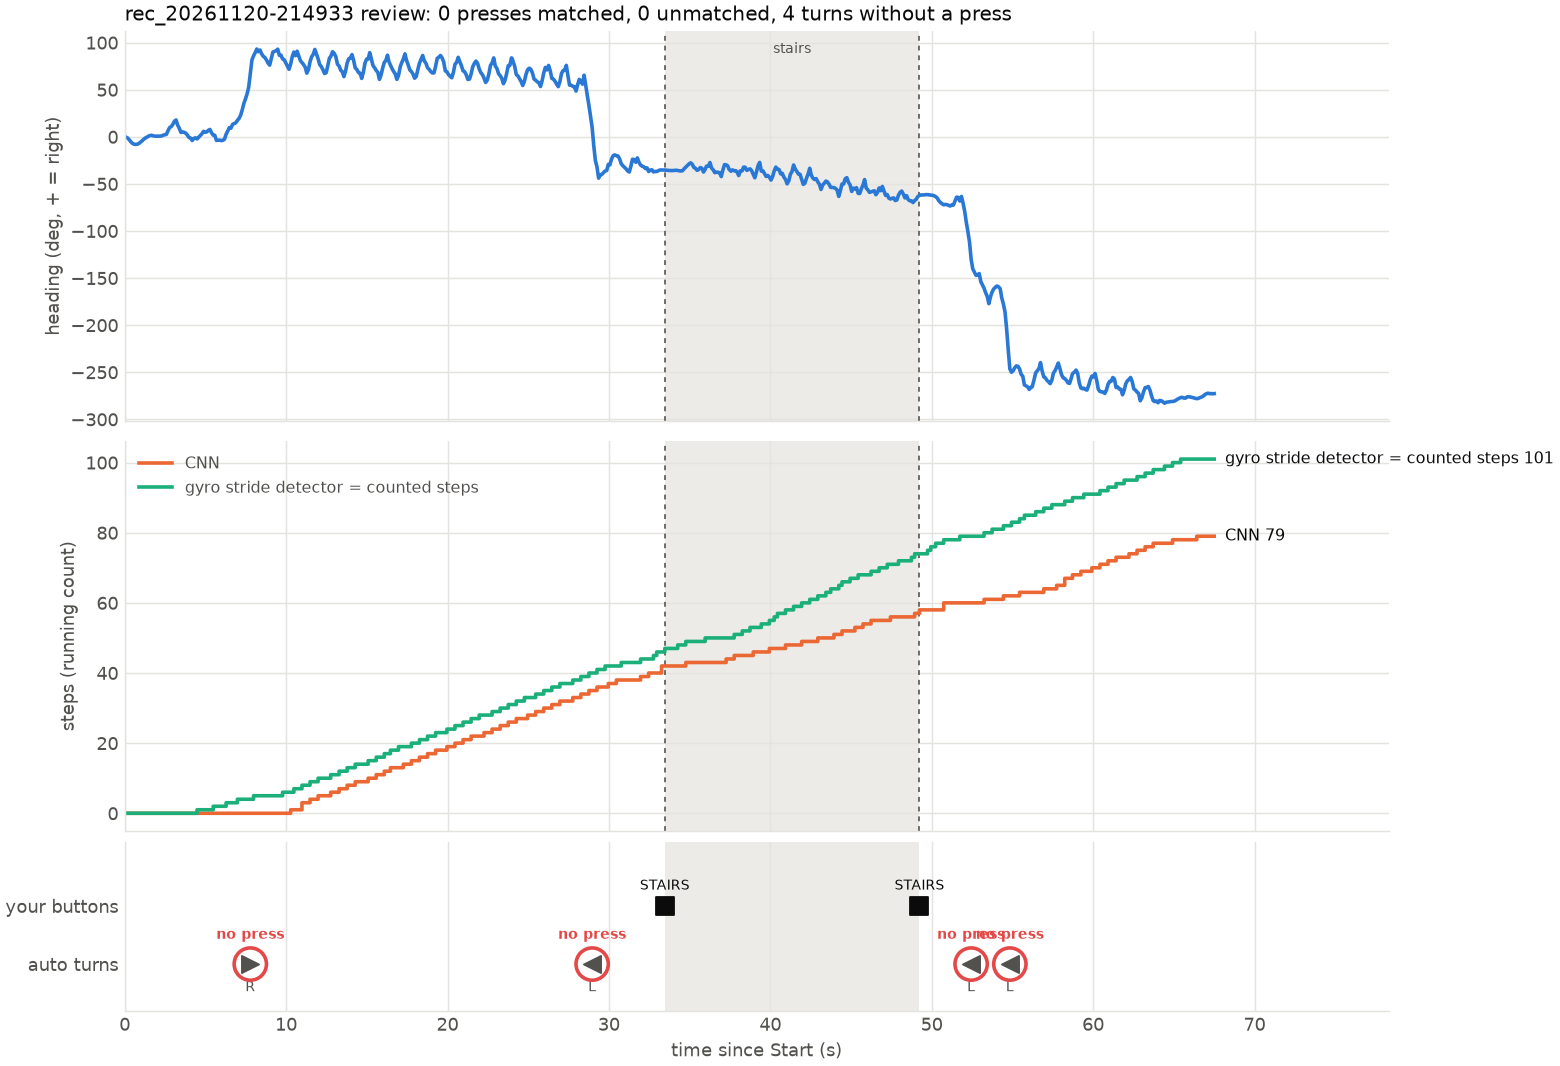 rec_20261120-214933 review: 0 presses matched, 0 unmatched, 4 turns without a press
stairs
100
50
0
−50
−100
−150
−200
−250
−300
heading (deg, + = right)
CNN
gyro stride detector = counted steps
gyro stride detector = counted steps 101
CNN 79
100
80
60
40
20
0
steps (running count)
STAIRS
STAIRS
your buttons
no press
no press
no press
no press
auto turns
R
L
L
L
0
10
20
30
40
50
60
70
time since Start (s)